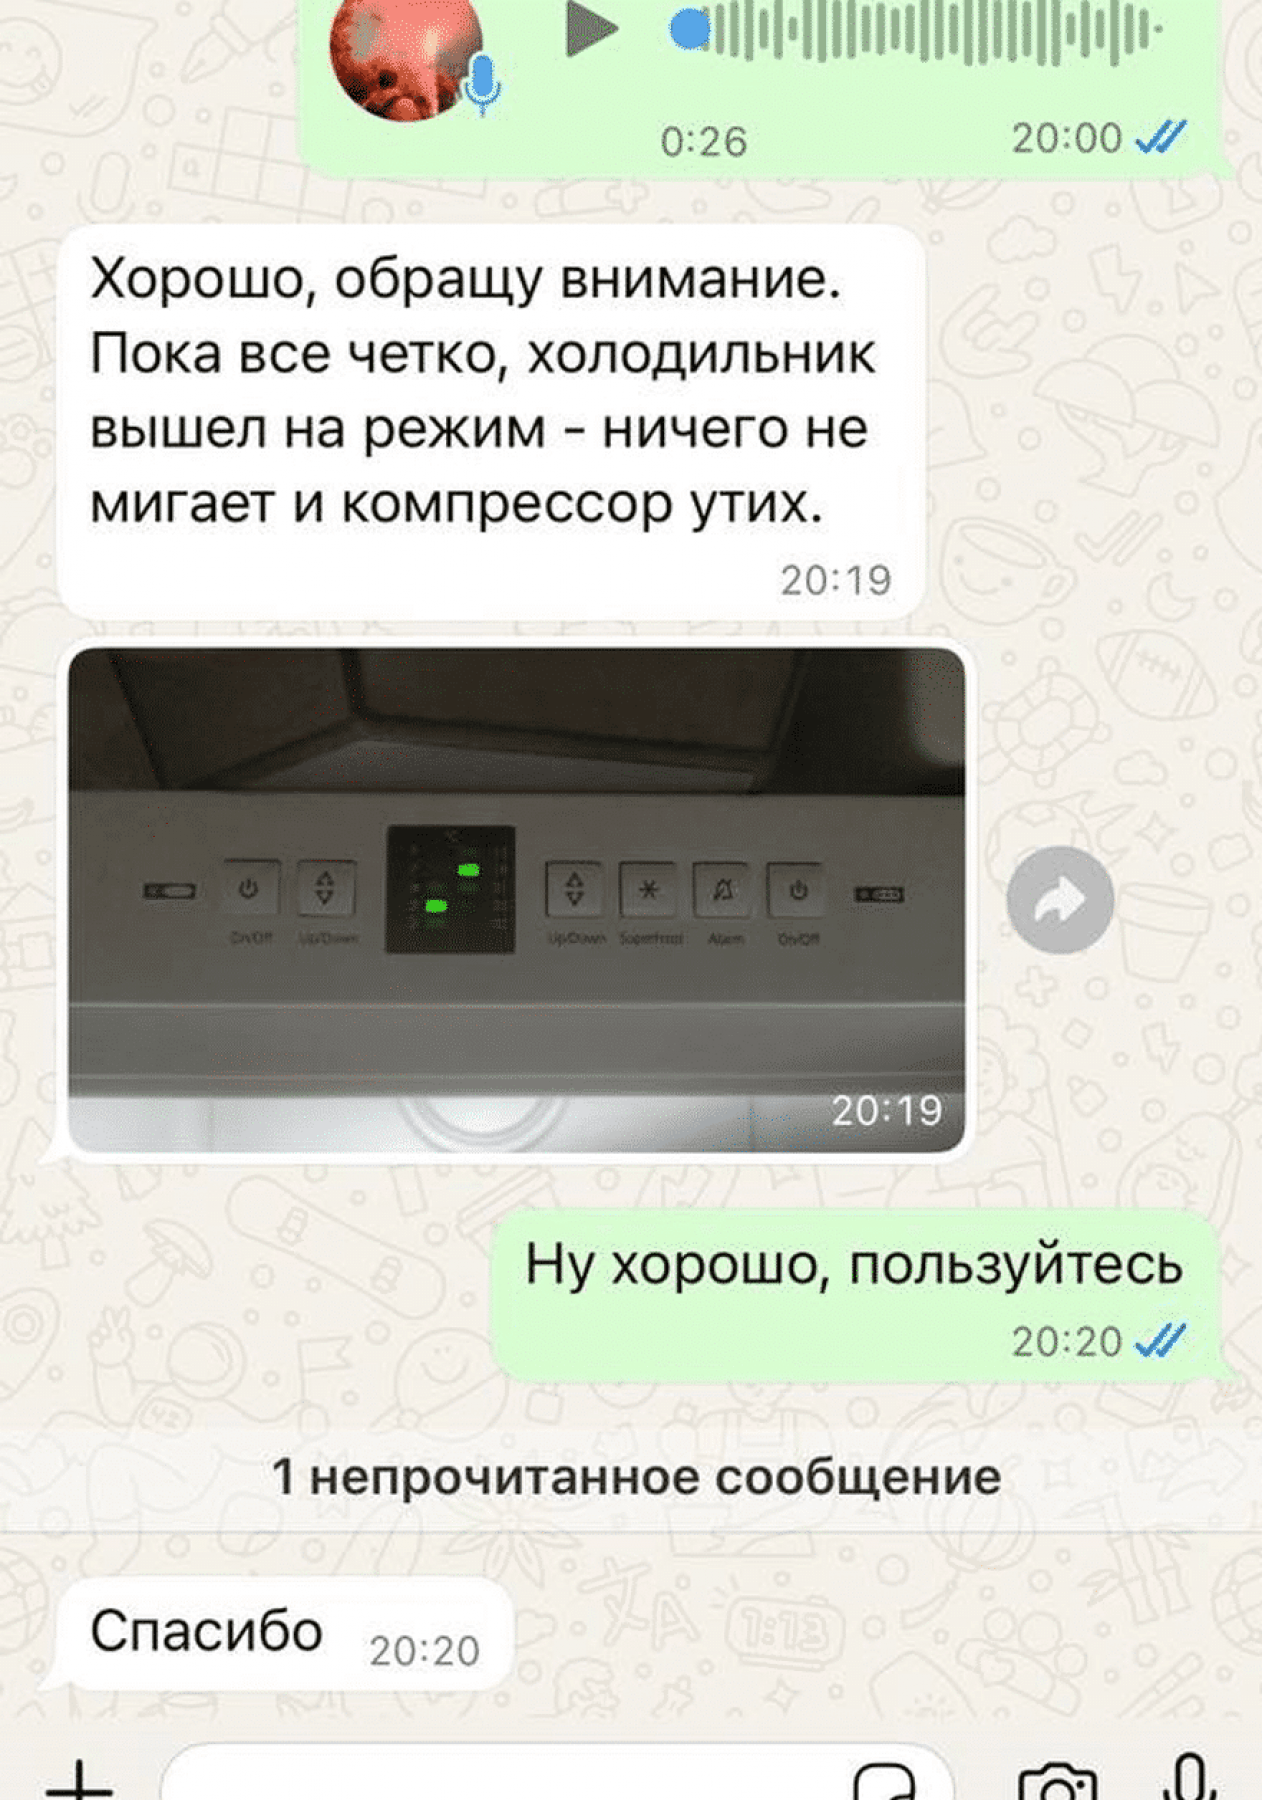 0:26
20:00
Хорошо, обращу внимание.
Пока все четко, холодильник
вышел на режим - ничего не
мигает и компрессор утих.
20:19
On/Off Up/Down Up/Down SuperFrost Alarm On/Off
20:19
Ну хорошо, пользуйтесь
20:20
1 непрочитанное сообщение
Спасибо 20:20